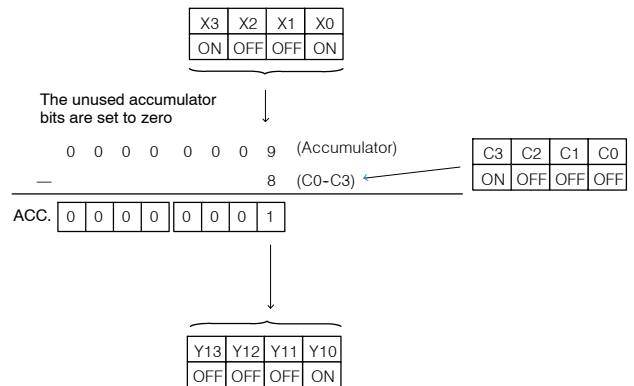 X3 X2 X1 X0
ON OFF OFF ON
The unused accumulator
bits are set to zero
0 0 0 0 0 0 0 9 (Accumulator)
— 8 (C0-C3)
C3 C2 C1 C0
ON OFF OFF OFF
ACC. 0 0 0 0 0 0 0 1
Y13 Y12 Y11 Y10
OFF OFF OFF ON